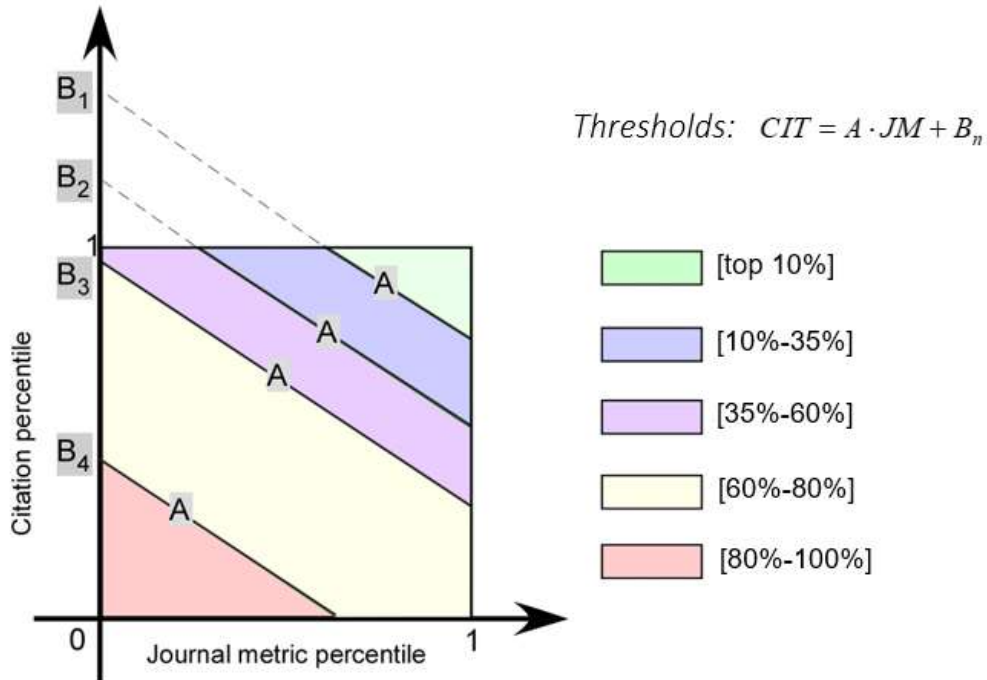 B1
Thresholds: CIT = A · JM + Bn
B2
1
B3
A
[top 10%]
A
[10%-35%]
A
[35%-60%]
B4
A
[60%-80%]
[80%-100%]
Citation percentile
0
Journal metric percentile
1